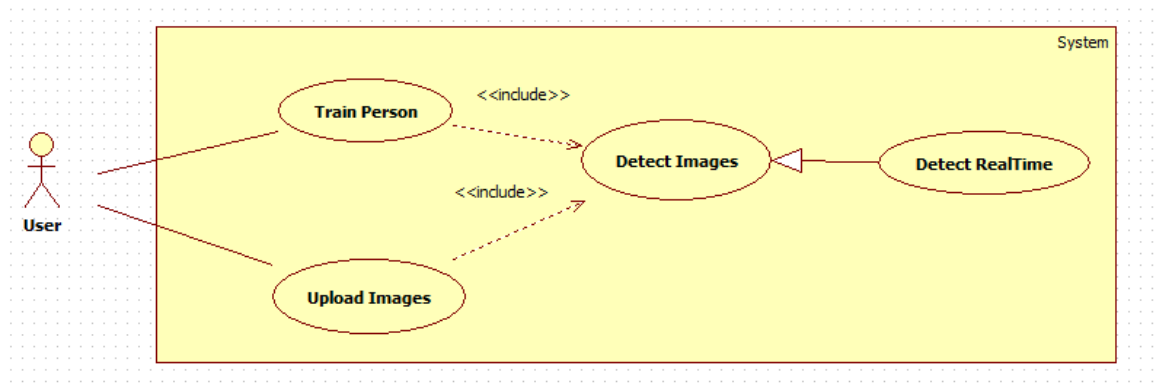 System
<<include>>
Train Person
Detect Images
Detect RealTime
<<include>>
User
Upload Images